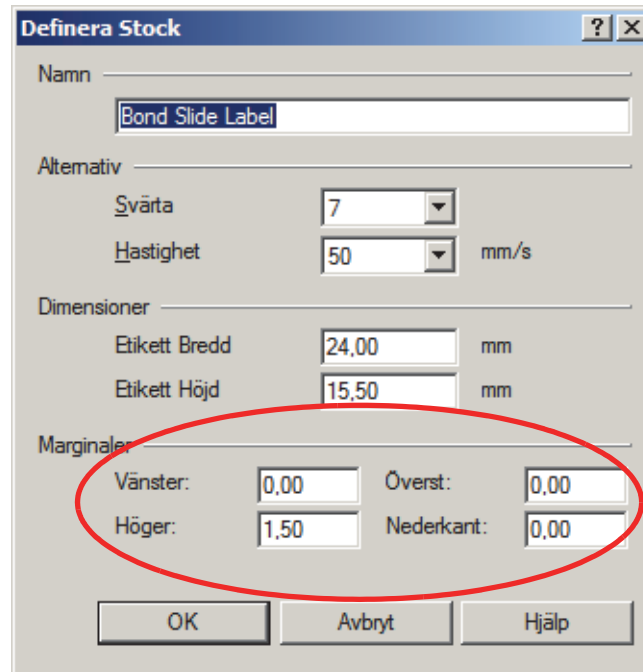 Definera Stock
Namn
Bond Slide Label
Alternativ
Svärta 7
Hastighet 50 mm/s
Dimensioner
Etikett Bredd 24,00 mm
Etikett Höjd 15,50 mm
Marginaler
Vänster: 0,00 Överst: 0,00
Höger: 1,50 Nederkant: 0,00
OK Avbryt Hjälp